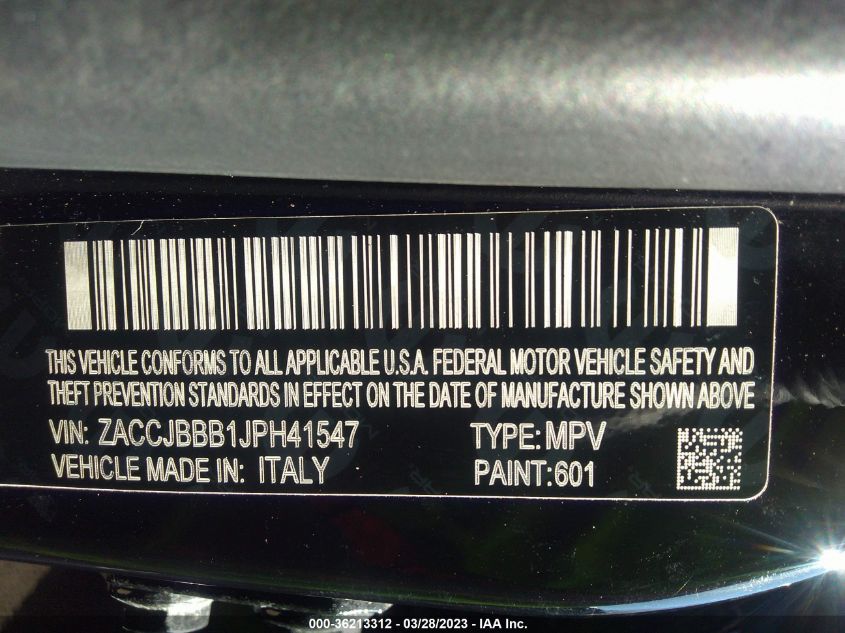 THIS VEHICLE CONFORMS TO ALL APPLICABLE U.S.A. FEDERAL MOTOR VEHICLE SAFETY AND
THEFT PREVENTION STANDARDS IN EFFECT ON THE DATE OF MANUFACTURE SHOWN ABOVE
VIN: ZACCJBBB1JPH41547 TYPE: MPV
VEHICLE MADE IN: ITALY PAINT:601
000-36213312 - 03/28/2023 - IAA Inc.